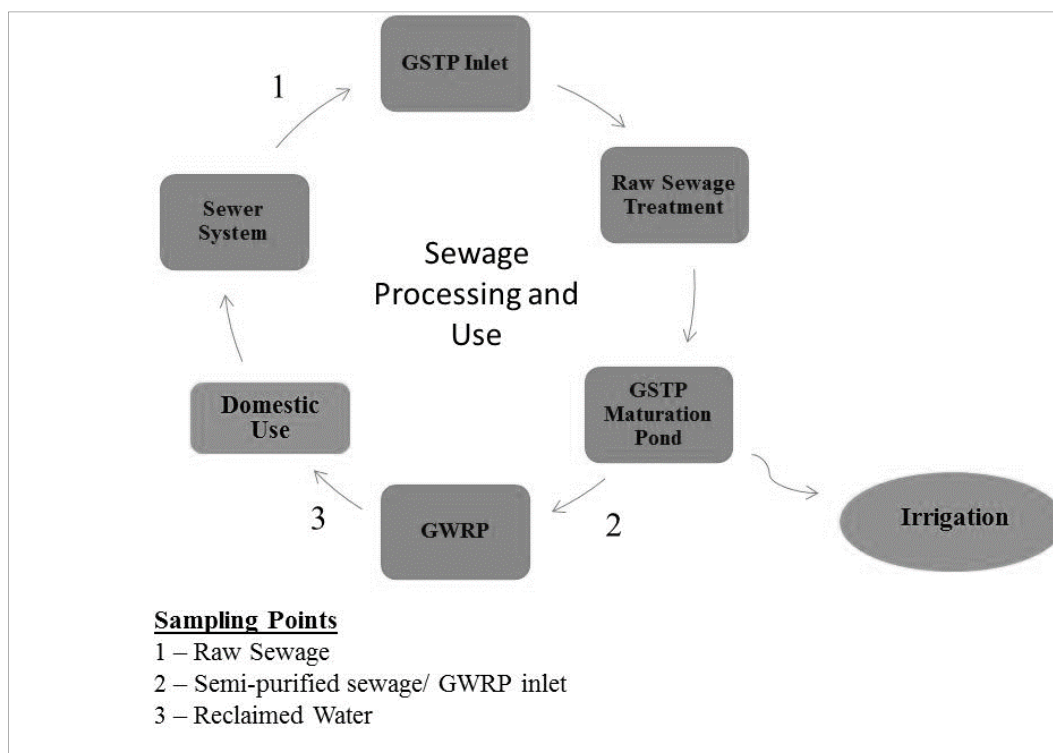 GSTP Inlet
1
Raw Sewage
Treatment
Sewer
System
Sewage
Processing and
Use
GSTP
Maturation
Pond
Domestic
Use
Irrigation
GWRP
3
2
Sampling Points
1 – Raw Sewage
2 – Semi-purified sewage/ GWRP inlet
3 – Reclaimed Water